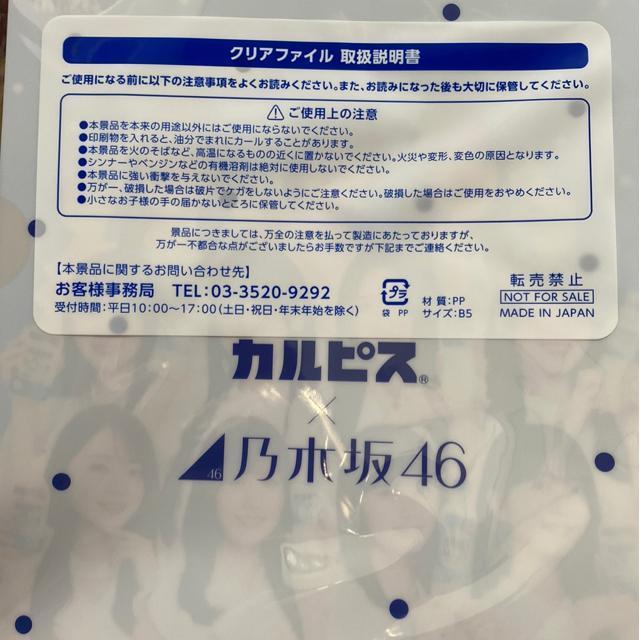 クリアファイル 取扱説明書
ご使用になる前に以下の注意事項をよくお読みください。また、お読みになった後も大切に保管してください。
⚠ご使用上の注意
●本景品を本来の用途以外にはご使用にならないでください。
●印刷物を入れると、油分でまれにカールすることがあります。
●本景品を火のそばなど、高温になるものの近くに置かないでください。火災や変形、変色の原因となります。
●シンナーやベンジンなどの有機溶剤は絶対に使用しないでください。
●本景品に強い衝撃を与えないでください。
●万が一、破損した場合は破片でケガをしないようにご注意ください。破損した場合はご使用をおやめください。
●小さなお子様の手の届かないところに保管してください。
景品につきましては、万全の注意を払って製造にあたっておりますが、
万が一不都合な点がございましたらお手数ですが下記までご連絡ください。
【本景品に関するお問い合わせ先】
お客様事務局 TEL:03-3520-9292
受付時間:平日10:00〜17:00(土日・祝日・年末年始を除く)
プラ
袋 PP
材 質:PP
サイズ:B5
転売禁止
NOT FOR SALE
MADE IN JAPAN
カルピス®
×
46 乃木坂46